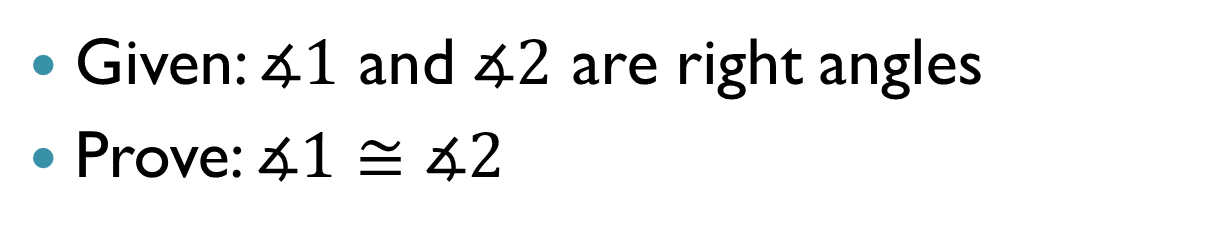 • Given: ∡1 and ∡2 are right angles
• Prove: ∡1 ≅ ∡2